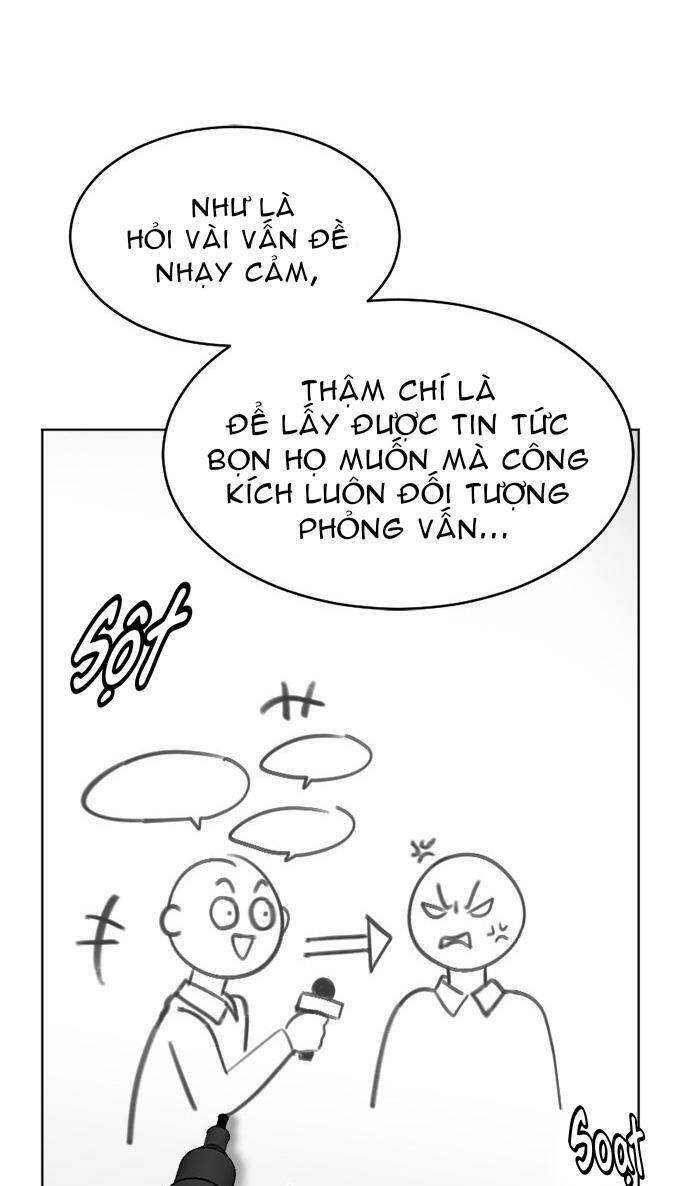 NHƯ LÀ
HỎI VÀI VẤN ĐỀ
NHẠY CẢM,
THẬM CHÍ LÀ
ĐỂ LẤY ĐƯỢC TIN TỨC
BỌN HỌ MUỐN MÀ CÔNG
KÍCH LUÔN ĐỐI TƯỢNG
PHỎNG VẤN...
SỘT
SOẠT